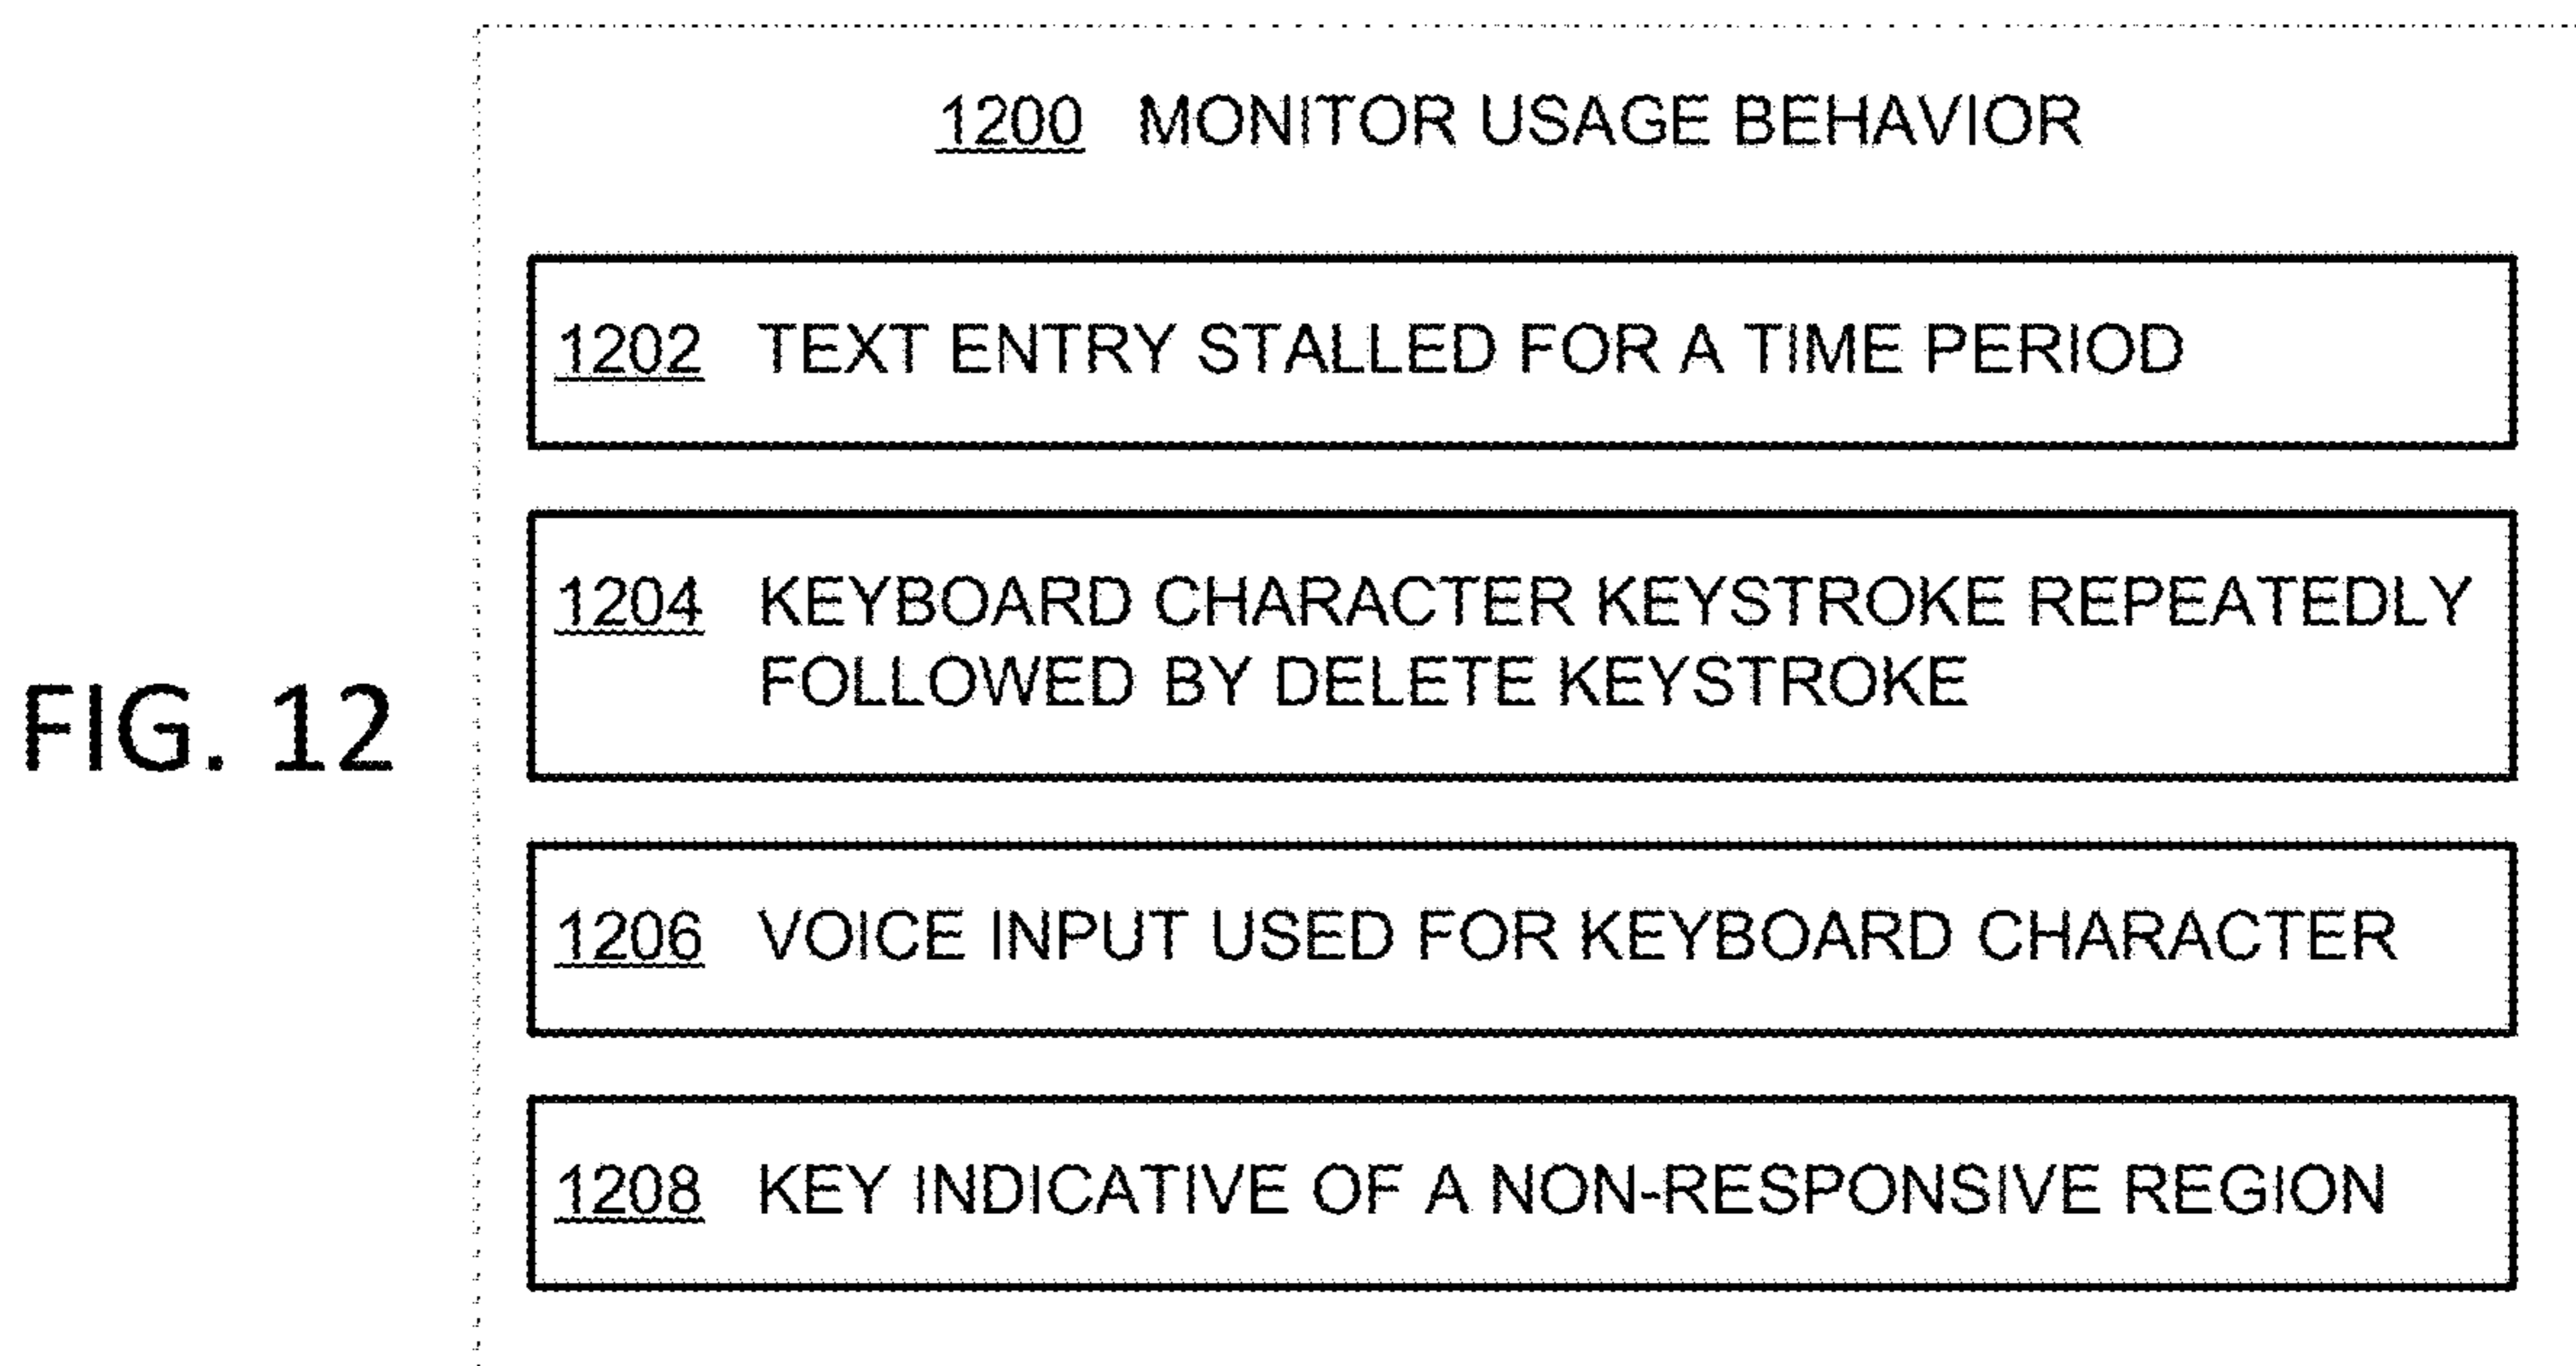 1200 MONITOR USAGE BEHAVIOR
1202 TEXT ENTRY STALLED FOR A TIME PERIOD
1204 KEYBOARD CHARACTER KEYSTROKE REPEATEDLY
FOLLOWED BY DELETE KEYSTROKE
FIG. 12
1206 VOICE INPUT USED FOR KEYBOARD CHARACTER
1208 KEY INDICATIVE OF A NON-RESPONSIVE REGION